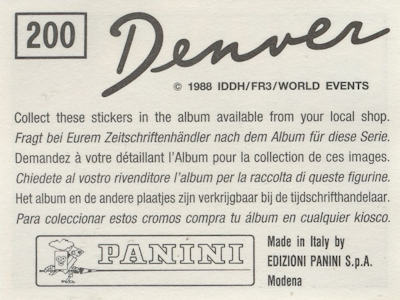 200
Denver
© 1988 IDDH/FR3/WORLD EVENTS
Collect these stickers in the album available from your local shop.
Fragt bei Eurem Zeitschriftenhändler nach dem Album für diese Serie.
Demandez à votre détaillant l'Album pour la collection de ces images.
Chiedete al vostro rivenditore l'album per la raccolta di queste figurine.
Het album en de andere plaatjes zijn verkrijgbaar bij de tijdschrifthandelaar.
Para coleccionar estos cromos compra tu álbum en cualquier kiosco.
PANINI
Made in Italy by
EDIZIONI PANINI S.p.A.
Modena